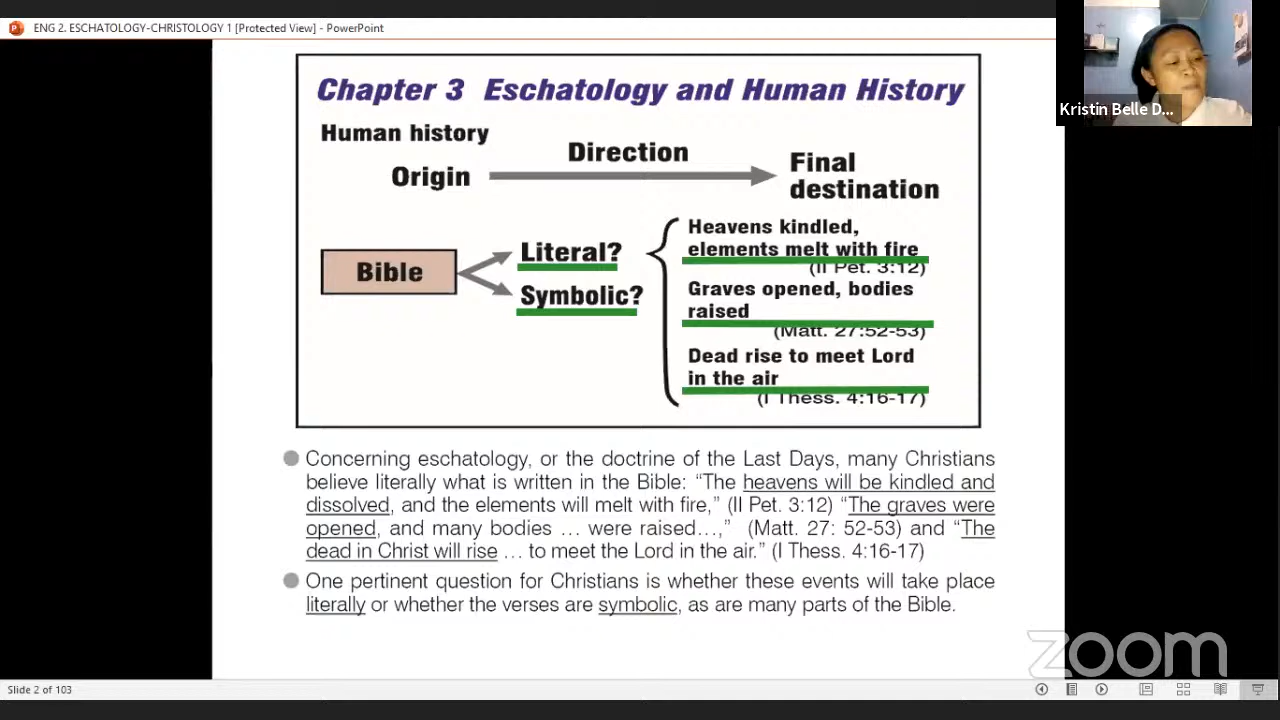 ENG 2. ESCHATOLOGY-CHRISTOLOGY 1 [Protected View] - PowerPoint
Kristin Belle D...
Chapter 3 Eschatology and Human History
Human history
Origin
Direction
Final
destination
Bible
Literal?
Symbolic?
Heavens kindled,
elements melt with fire
(II Pet. 3:12)
Graves opened, bodies
raised
(Matt. 27:52-53)
Dead rise to meet Lord
in the air
(I Thess. 4:16-17)
Concerning eschatology, or the doctrine of the Last Days, many Christians
believe literally what is written in the Bible: “The heavens will be kindled and
dissolved, and the elements will melt with fire,” (II Pet. 3:12) “The graves were
opened, and many bodies … were raised…,” (Matt. 27: 52-53) and “The
dead in Christ will rise … to meet the Lord in the air.” (I Thess. 4:16-17)
One pertinent question for Christians is whether these events will take place
literally or whether the verses are symbolic, as are many parts of the Bible.
zoom
Slide 2 of 103